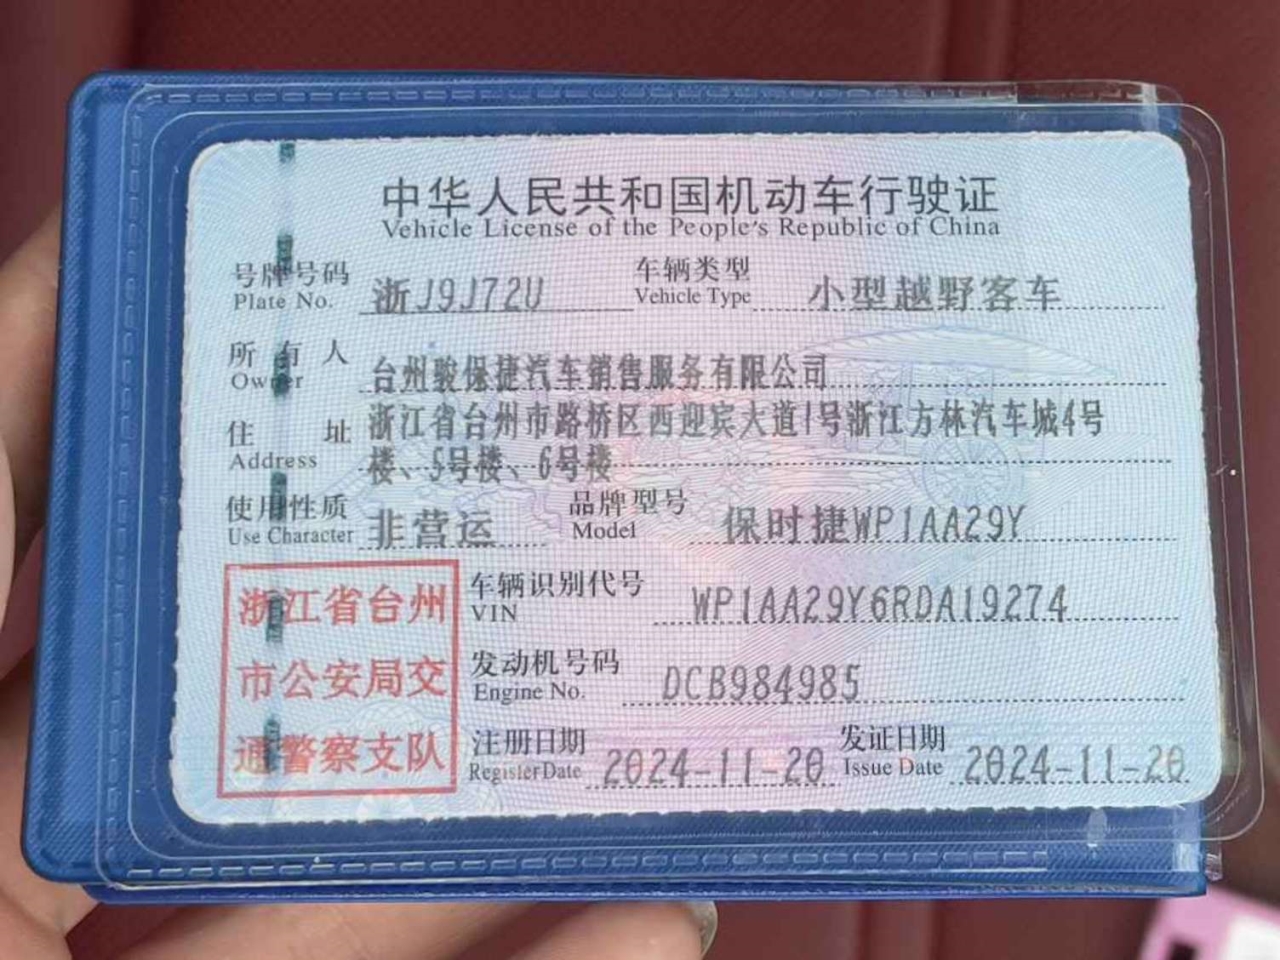 中华人民共和国机动车行驶证
Vehicle License of the People's Republic of China
号牌号码 浙J9J72U 车辆类型 小型越野客车
Plate No. Vehicle Type
所有人 台州骏保捷汽车销售服务有限公司
Owner
住址 浙江省台州市路桥区西迎宾大道1号浙江方林汽车城4号
Address 楼、5号楼、6号楼
使用性质 非营运 品牌型号 保时捷WP1AA29Y
Use Character Model
浙江省台州
市公安局交
通警察支队
车辆识别代号 WP1AA29Y6RDA19274
VIN
发动机号码 DCB984985
Engine No.
注册日期 2024-11-20 发证日期 2024-11-20
Register Date Issue Date